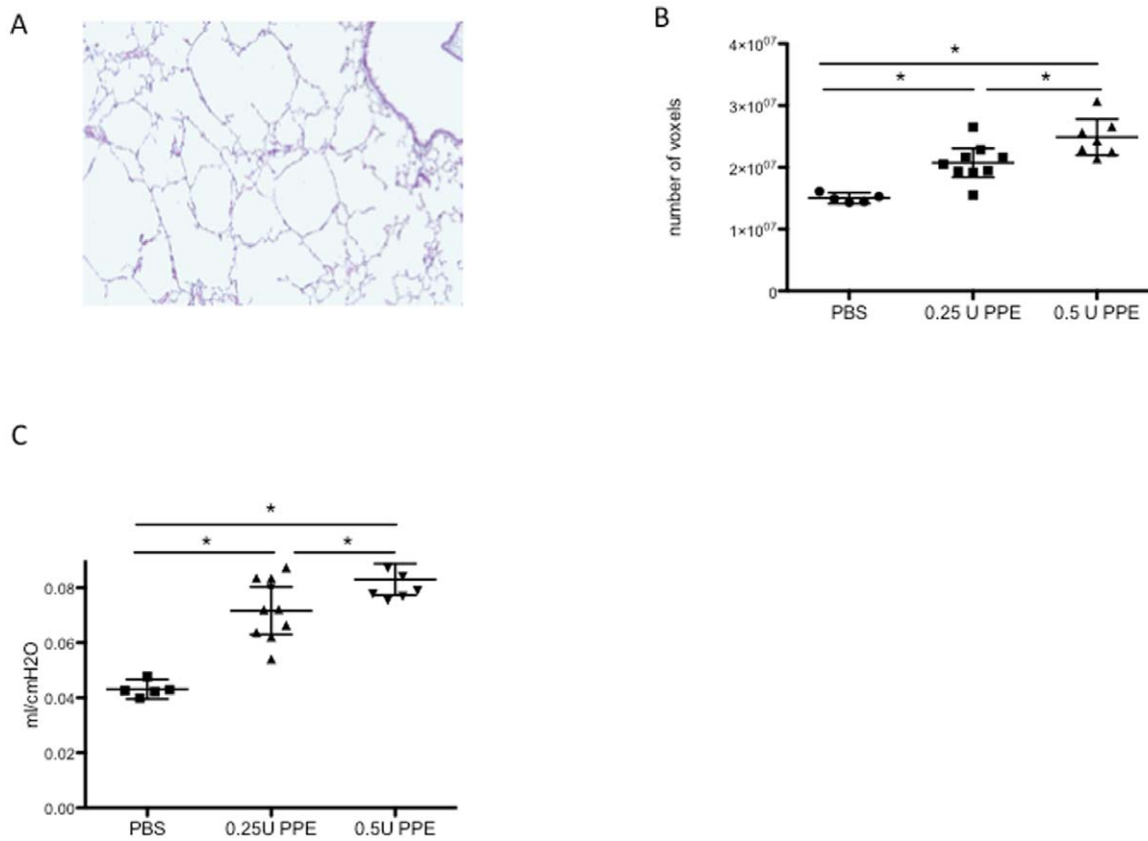 A
B
4×10⁰⁷
3×10⁰⁷
2×10⁰⁷
1×10⁰⁷
0
number of voxels
*
*
*
PBS
0.25 U PPE
0.5 U PPE
C
*
*
*
0.08
0.06
0.04
0.02
0.00
ml/cmH2O
PBS
0.25U PPE
0.5U PPE